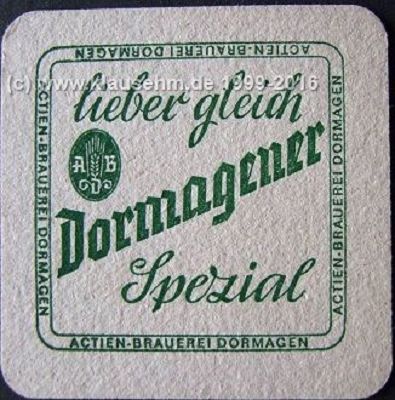 ACTIEN-BRAUEREI DORMAGEN
(c) www.klausehm.de 1999-2016
lieber gleich
A B
D
Dormagener
Spezial
ACTIEN-BRAUEREI DORMAGEN
ACTIEN-BRAUEREI DORMAGEN
ACTIEN-BRAUEREI DORMAGEN